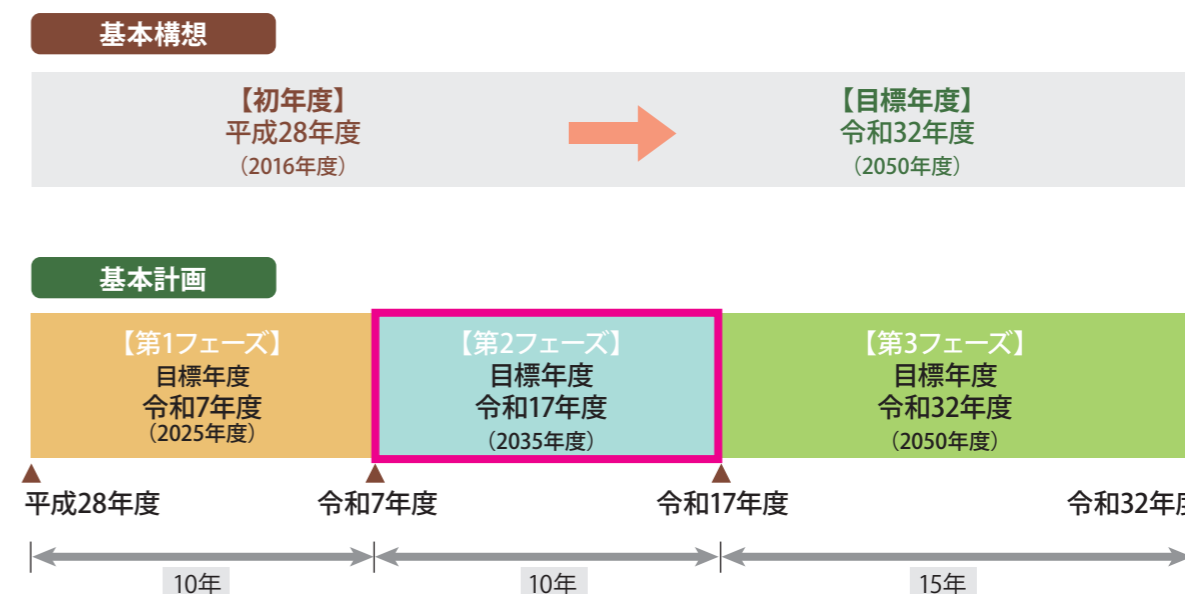 基本構想
【初年度】
平成28年度
（2016年度）
【目標年度】
令和32年度
（2050年度）
基本計画
【第1フェーズ】
目標年度
令和7年度
（2025年度）
【第2フェーズ】
目標年度
令和17年度
（2035年度）
【第3フェーズ】
目標年度
令和32年度
（2050年度）
平成28年度 令和7年度 令和17年度 令和32年度
10年 10年 15年